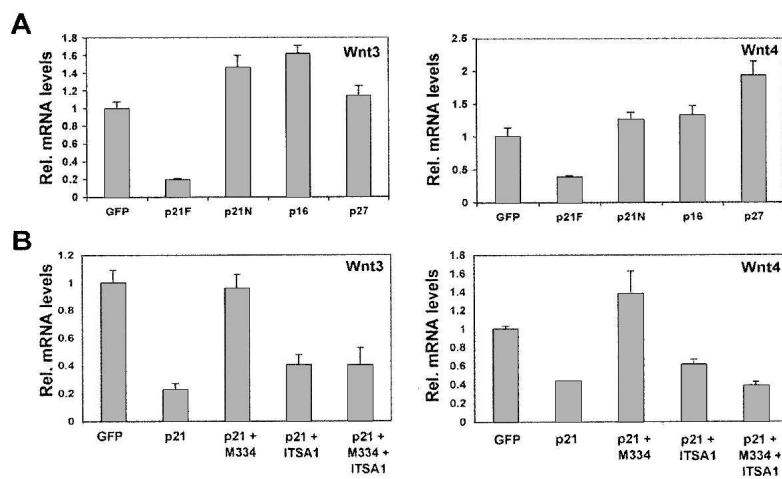 A
Rel. mRNA levels
1.8
1.6
1.4
1.2
1
0.8
0.6
0.4
0.2
0
Wnt3
GFP p21F p21N p16 p27
Rel. mRNA levels
2.5
2
1.5
1
0.5
0
Wnt4
GFP p21F p21N p16 p27
B
Rel. mRNA levels
1.2
1
0.8
0.6
0.4
0.2
0
Wnt3
GFP p21 p21 + p21 + p21 +
M334 ITSA1 M334 +
ITSA1
Rel. mRNA levels
1.8
1.6
1.4
1.2
1
0.8
0.6
0.4
0.2
0
Wnt4
GFP p21 p21 + p21 + p21 +
M334 ITSA1 M334 +
ITSA1